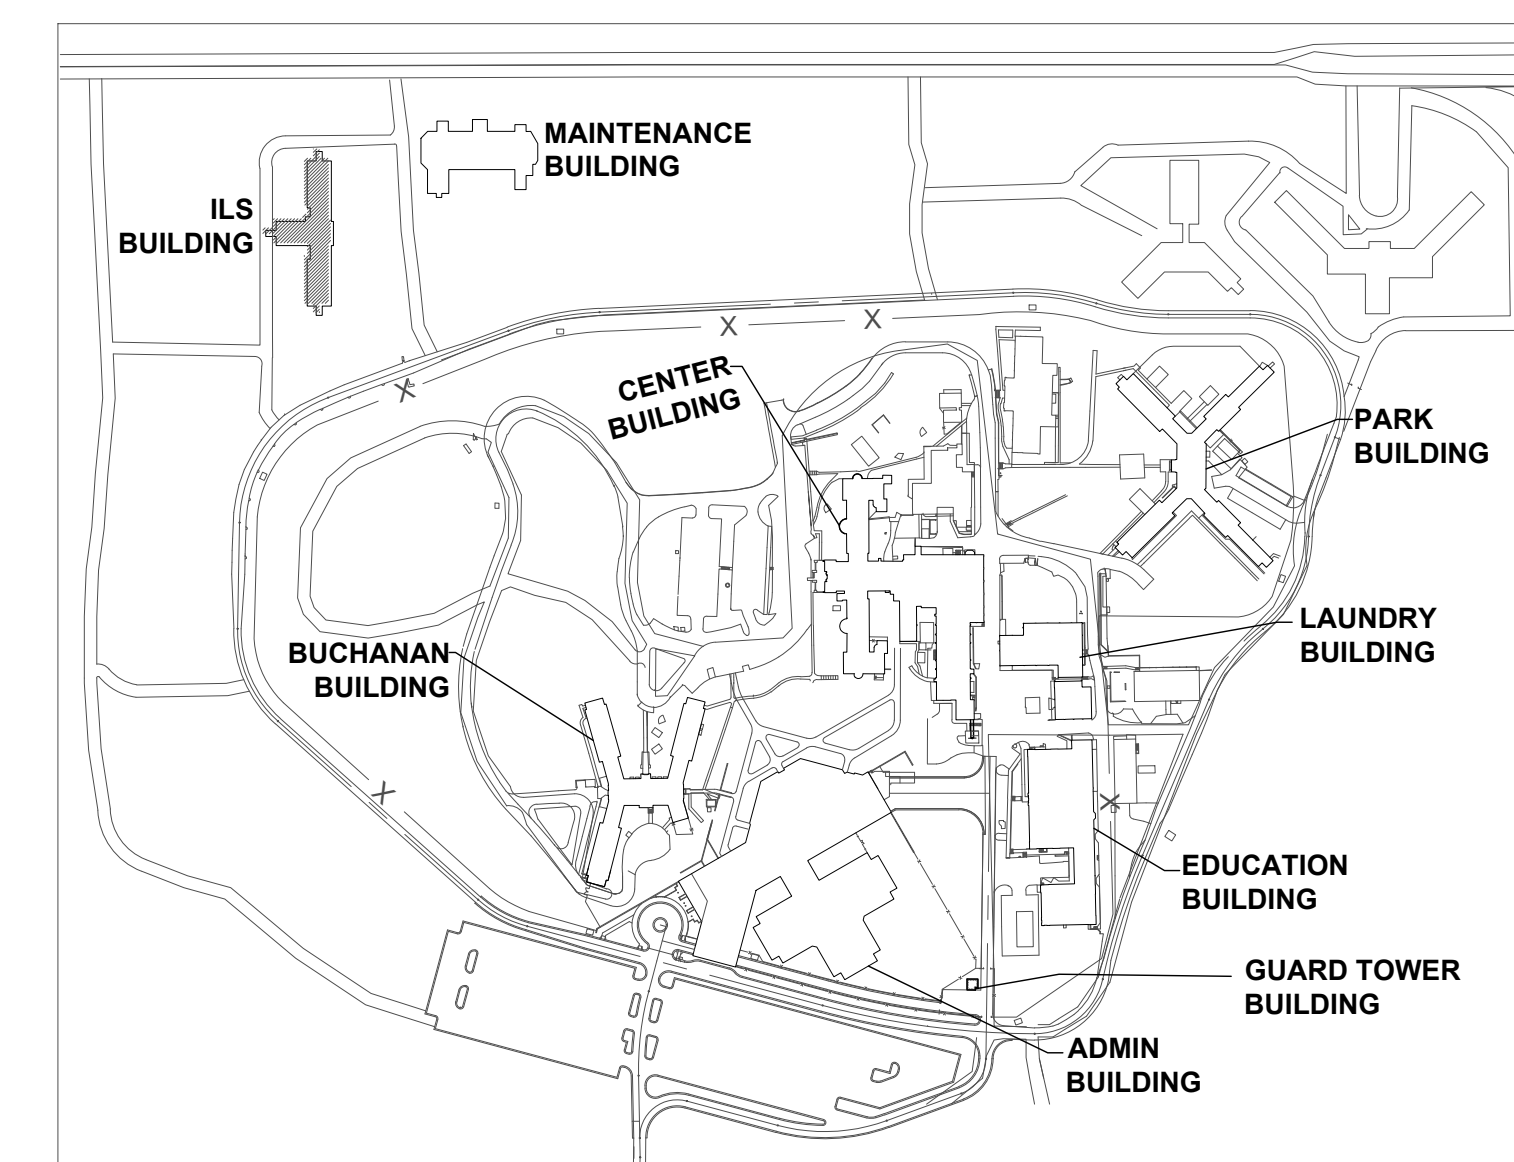 MAINTENANCE
BUILDING
ILS
BUILDING
X
X
X
CENTER
BUILDING
PARK
BUILDING
LAUNDRY
BUILDING
BUCHANAN
BUILDING
X
X
EDUCATION
BUILDING
GUARD TOWER
BUILDING
ADMIN
BUILDING